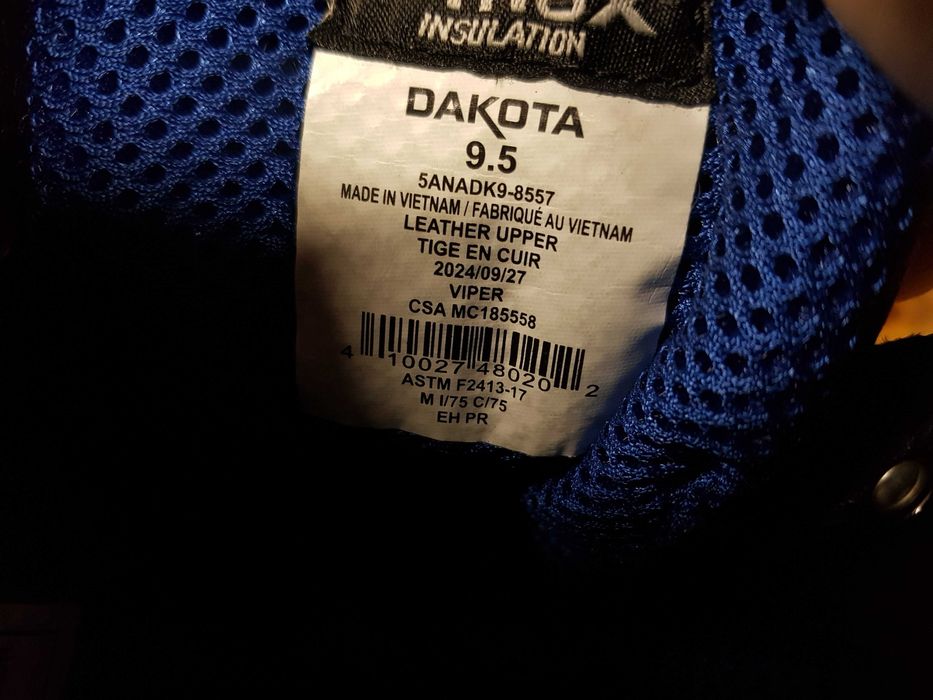 INSULATION
DAKOTA
9.5
5ANADK9-8557
MADE IN VIETNAM / FABRIQUÉ AU VIETNAM
LEATHER UPPER
TIGE EN CUIR
2024/09/27
VIPER
CSA MC185558
4 10027 48020 2
ASTM F2413-17
M I/75 C/75
EH PR